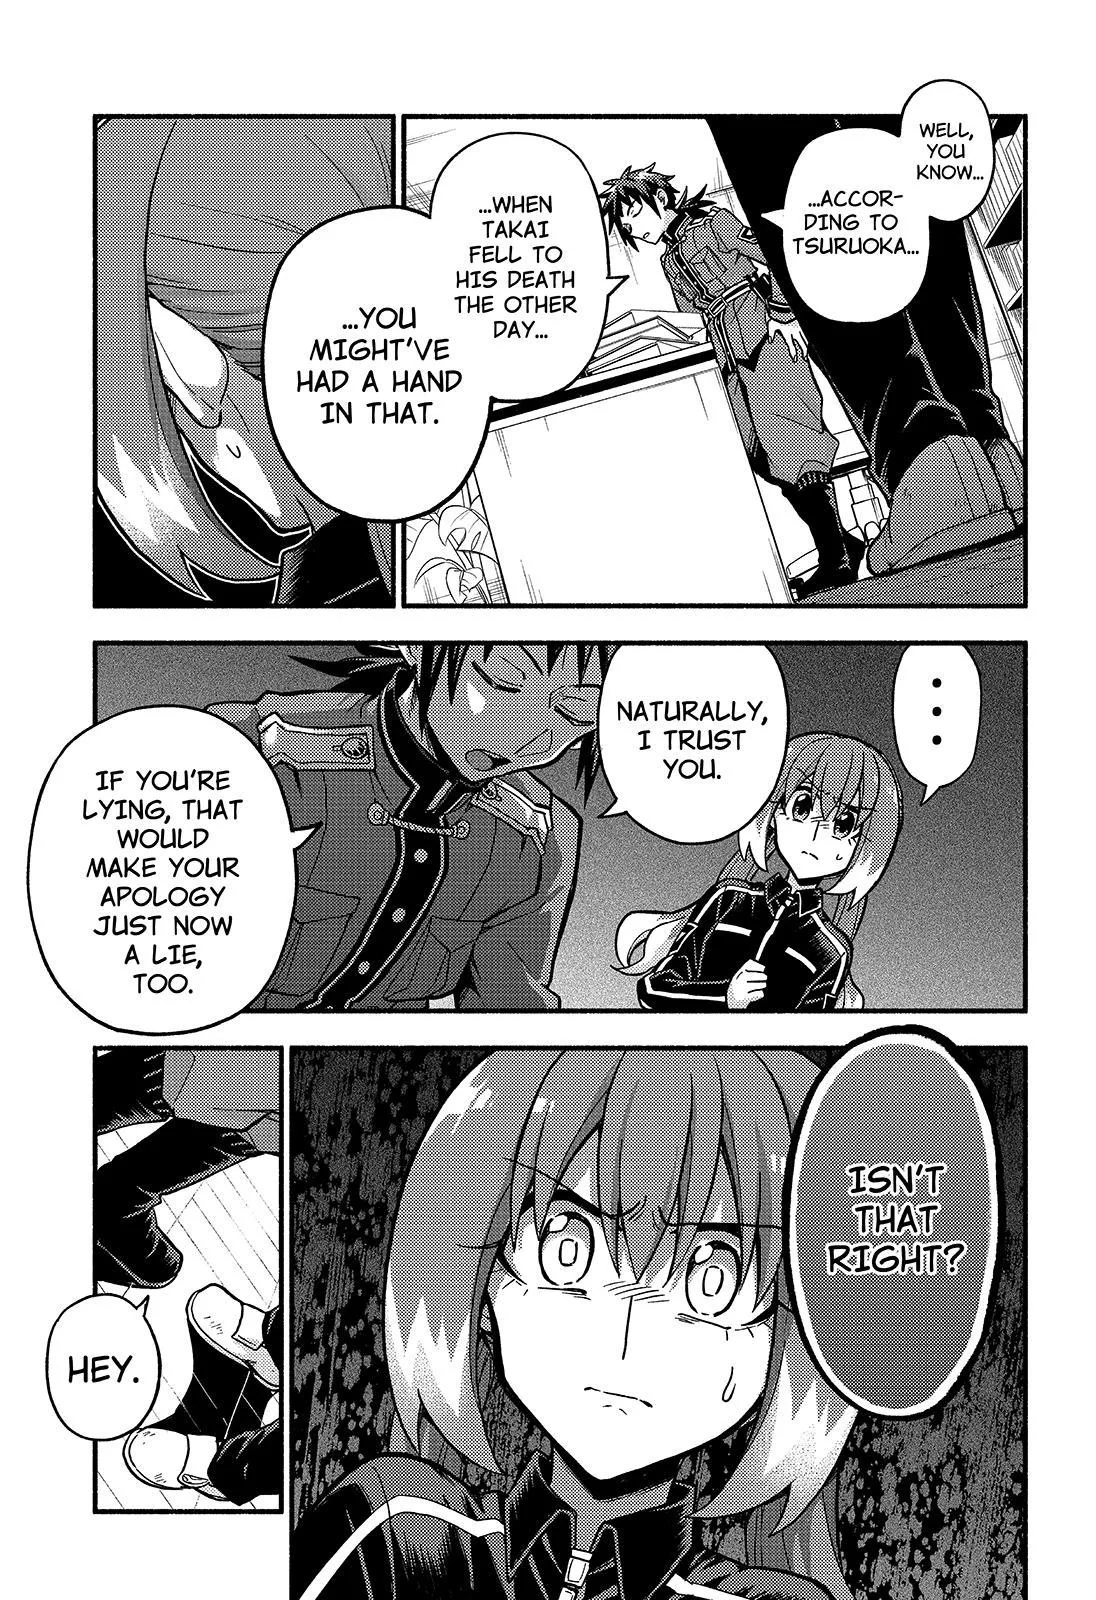 WELL,
YOU
KNOW...
...ACCOR-
DING TO
TSURUOKA...
...WHEN
TAKAI
FELL TO
HIS DEATH
THE OTHER
DAY...
...YOU
MIGHT'VE
HAD A HAND
IN THAT.
...
NATURALLY,
I TRUST
YOU.
IF YOU'RE
LYING, THAT
WOULD
MAKE YOUR
APOLOGY
JUST NOW
A LIE,
TOO.
ISN'T
THAT
RIGHT?
HEY.